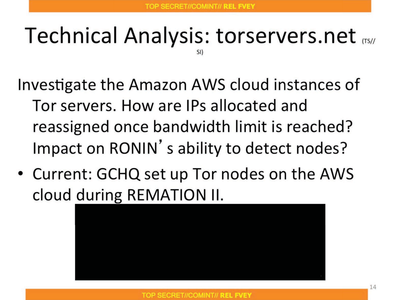 TOP SECRET//COMINT// REL FVEY
Technical Analysis: torservers.net (TS//
SI)
Investigate the Amazon AWS cloud instances of
Tor servers. How are IPs allocated and
reassigned once bandwidth limit is reached?
Impact on RONIN’s ability to detect nodes?
• Current: GCHQ set up Tor nodes on the AWS
cloud during REMATION II.
14
TOP SECRET//COMINT// REL FVEY